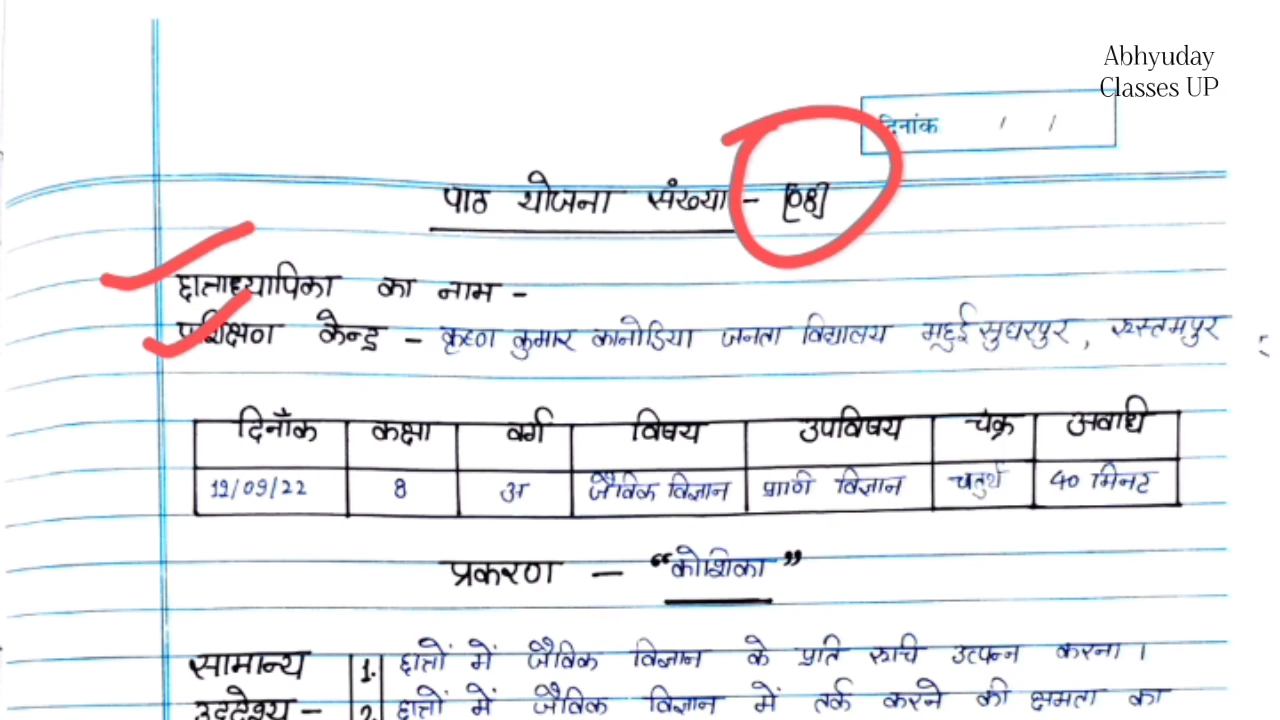 Abhyuday
Classes UP
दिनांक / /
पाठ योजना संख्या - [08]
छात्राध्यापिका का नाम -
प्रशिक्षण केन्द्र - कृष्ण कुमार कानोडिया जनता विद्यालय सुघरपुर, रुस्तमपुर
दिनाँक कक्षा वर्ग विषय उपविषय चक्र अवधि
19/09/22 8 अ जैविक विज्ञान प्राणी विज्ञान चतुर्थ 40 मिनट
प्रकरण - "कोशिका"
सामान्य 1. छात्रों में जैविक विज्ञान के प्रति रुचि उत्पन्न करना।
उद्देश्य - 2. छात्रों में जैविक विज्ञान में तर्क करने की क्षमता का